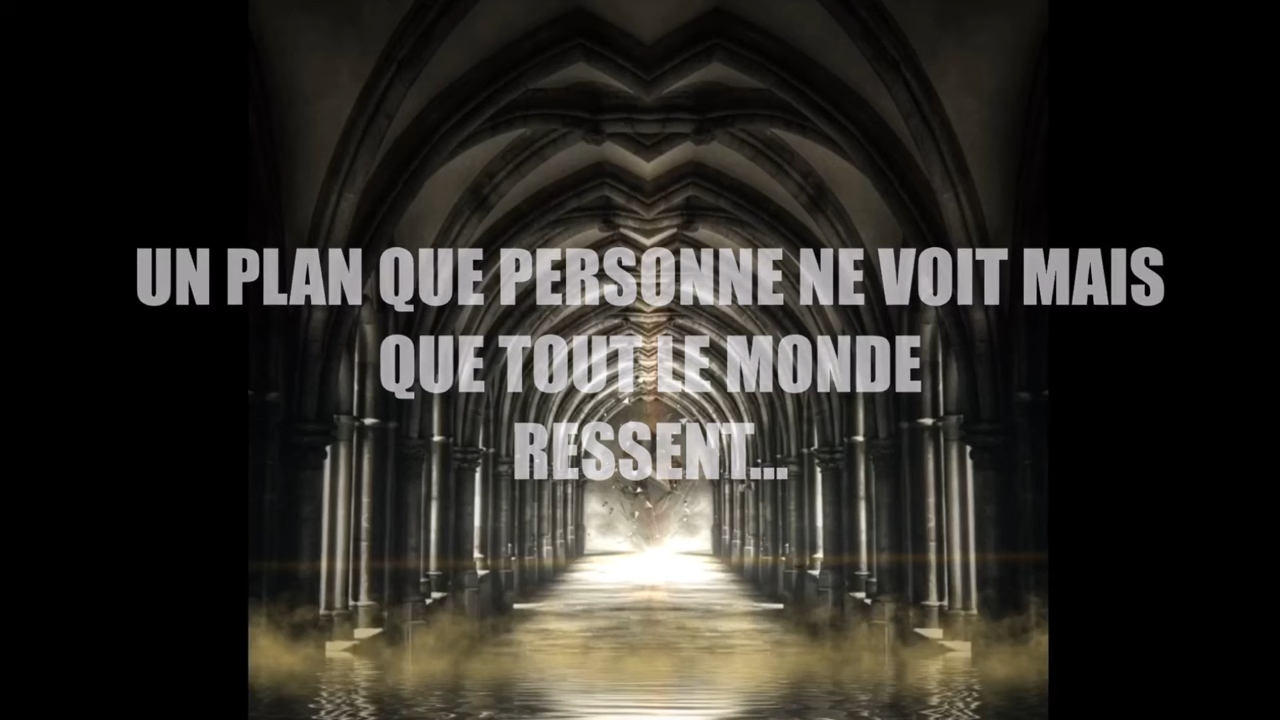 UN PLAN QUE PERSONNE NE VOIT MAIS
QUE TOUT LE MONDE
RESSENT...